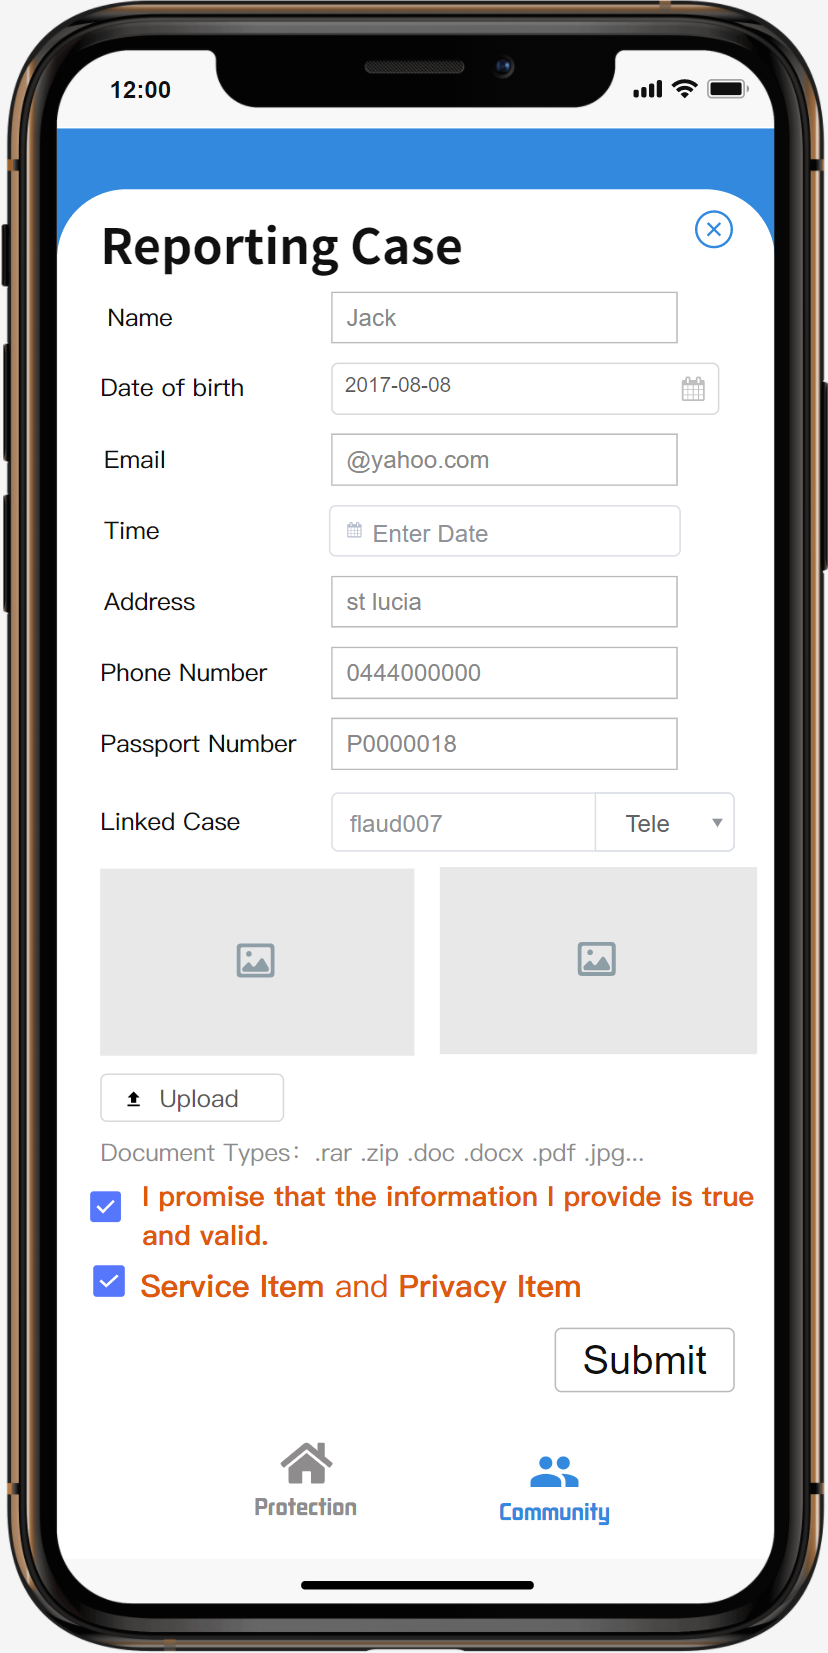 12:00
Reporting Case
Name Jack
Date of birth 2017-08-08
Email @yahoo.com
Time Enter Date
Address st lucia
Phone Number 0444000000
Passport Number P0000018
Linked Case flaud007 Tele
Upload
Document Types: .rar .zip .doc .docx .pdf .jpg...
I promise that the information I provide is true
and valid.
Service Item and Privacy Item
Submit
Protection
Community